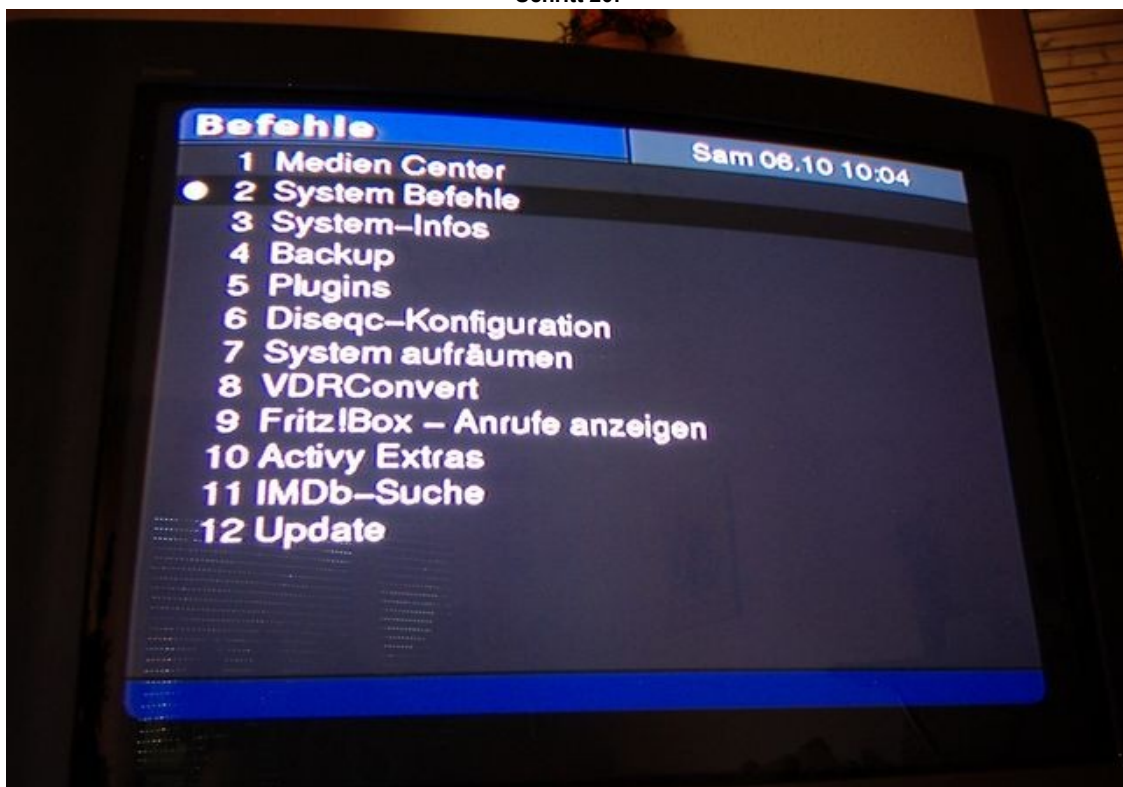 Schritt 20:
Befehle
Sam 06.10 10:04
1 Medien Center
2 System Befehle
3 System-Infos
4 Backup
5 Plugins
6 Diseqc-Konfiguration
7 System aufräumen
8 VDRConvert
9 Fritz!Box - Anrufe anzeigen
10 Activy Extras
11 IMDb-Suche
12 Update